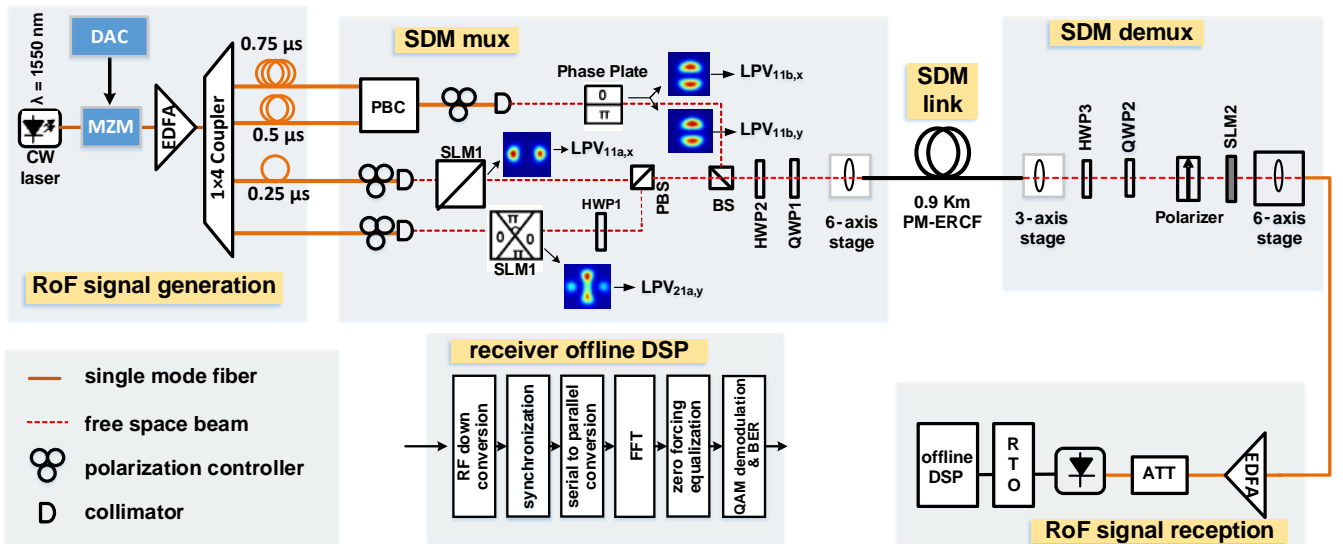 λ = 1550 nm
CW
laser
DAC
MZM
EDFA
1×4 Coupler
0.75 µs
0.5 µs
0.25 µs
RoF signal generation
SDM mux
PBC
Phase Plate
0
π
LPV11b,x
LPV11b,y
SLM1
LPV11a,x
π
0
0
π
SLM1
LPV21a,y
HWP1
PBS
BS
HWP2
QWP1
6-axis
stage
SDM
link
0.9 Km
PM-ERCF
SDM demux
3-axis
stage
HWP3
QWP2
Polarizer
SLM2
6-axis
stage
single mode fiber
free space beam
polarization controller
collimator
receiver offline DSP
RF down
conversion
synchronization
serial to parallel
conversion
FFT
zero forcing
equalization
QAM demodulation
& BER
offline
DSP
R
T
O
ATT
EDFA
RoF signal reception